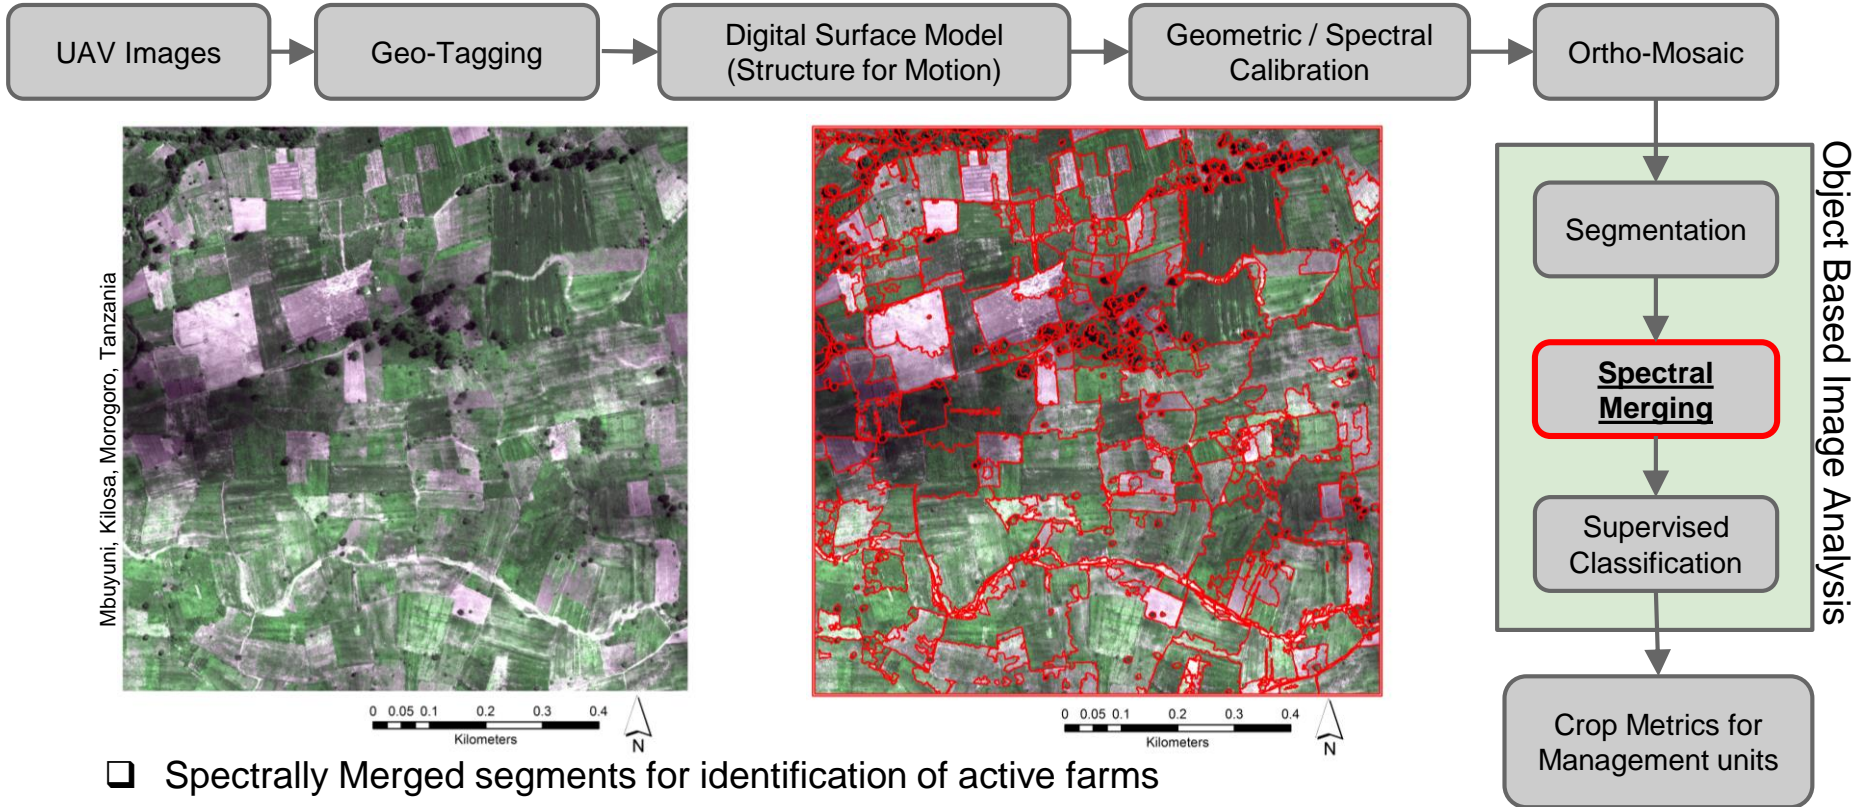 UAV Images
Geo-Tagging
Digital Surface Model
(Structure for Motion)
Geometric / Spectral
Calibration
Ortho-Mosaic
Mbuyuni, Kilosa, Morogoro, Tanzania
Object Based Image Analysis
Segmentation
Spectral
Merging
Supervised
Classification
0 0.05 0.1 0.2 0.3 0.4
Kilometers
N
0 0.05 0.1 0.2 0.3 0.4
Kilometers
N
Crop Metrics for
Management units
❑ Spectrally Merged segments for identification of active farms